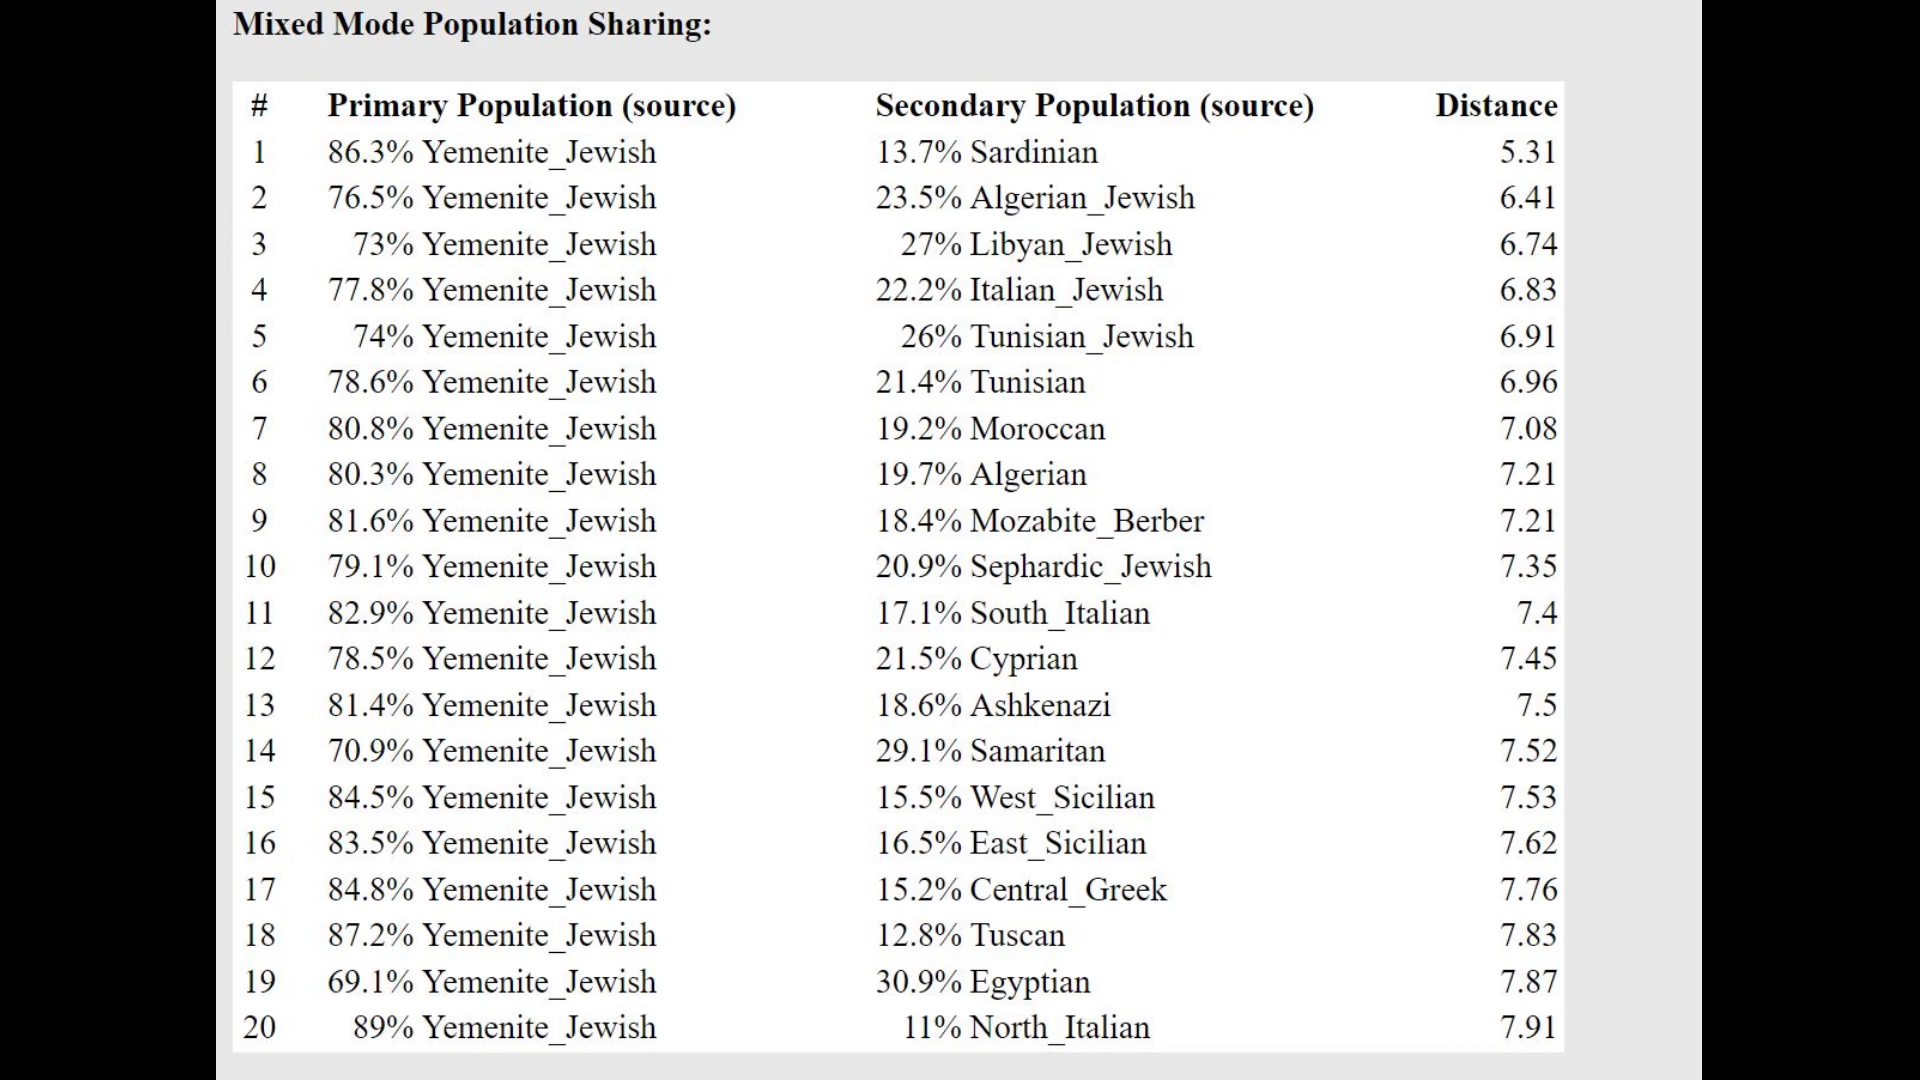 Mixed Mode Population Sharing:
# Primary Population (source) Secondary Population (source) Distance
1 86.3% Yemenite_Jewish 13.7% Sardinian 5.31
2 76.5% Yemenite_Jewish 23.5% Algerian_Jewish 6.41
3 73% Yemenite_Jewish 27% Libyan_Jewish 6.74
4 77.8% Yemenite_Jewish 22.2% Italian_Jewish 6.83
5 74% Yemenite_Jewish 26% Tunisian_Jewish 6.91
6 78.6% Yemenite_Jewish 21.4% Tunisian 6.96
7 80.8% Yemenite_Jewish 19.2% Moroccan 7.08
8 80.3% Yemenite_Jewish 19.7% Algerian 7.21
9 81.6% Yemenite_Jewish 18.4% Mozabite_Berber 7.21
10 79.1% Yemenite_Jewish 20.9% Sephardic_Jewish 7.35
11 82.9% Yemenite_Jewish 17.1% South_Italian 7.4
12 78.5% Yemenite_Jewish 21.5% Cyprian 7.45
13 81.4% Yemenite_Jewish 18.6% Ashkenazi 7.5
14 70.9% Yemenite_Jewish 29.1% Samaritan 7.52
15 84.5% Yemenite_Jewish 15.5% West_Sicilian 7.53
16 83.5% Yemenite_Jewish 16.5% East_Sicilian 7.62
17 84.8% Yemenite_Jewish 15.2% Central_Greek 7.76
18 87.2% Yemenite_Jewish 12.8% Tuscan 7.83
19 69.1% Yemenite_Jewish 30.9% Egyptian 7.87
20 89% Yemenite_Jewish 11% North_Italian 7.91